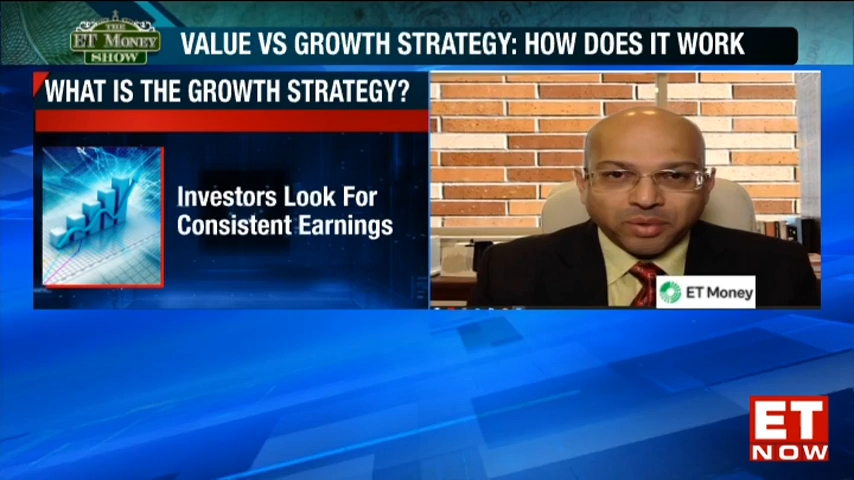 THE
ET MONEY
SHOW
VALUE VS GROWTH STRATEGY: HOW DOES IT WORK
WHAT IS THE GROWTH STRATEGY?
Investors Look For
Consistent Earnings
ET Money
ET
NOW